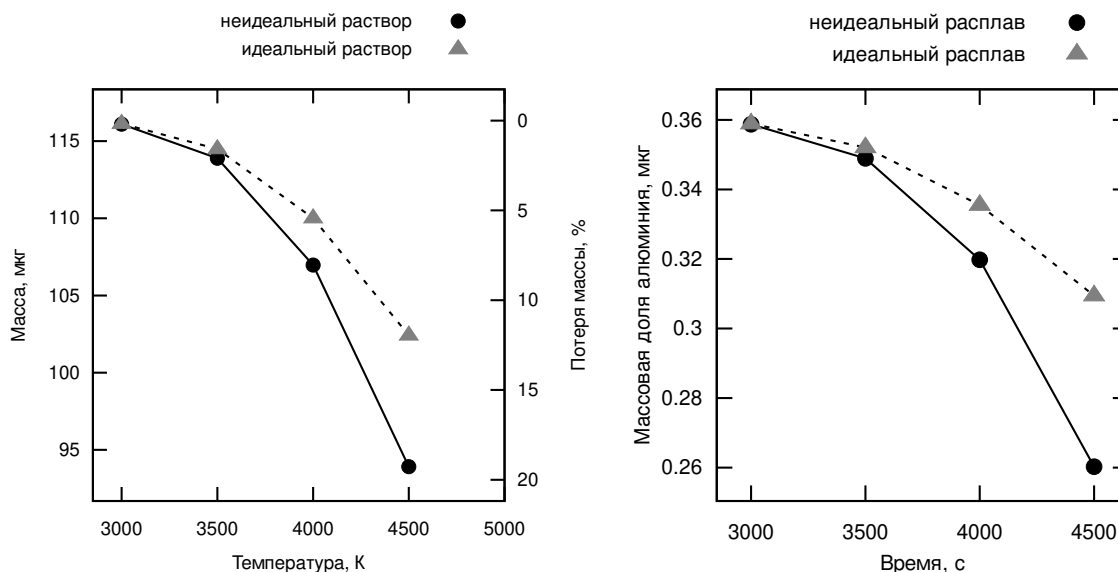 неидеальный раствор
идеальный раствор
115
110
105
100
95
Масса, мкг
0
5
10
15
20
Потеря массы, %
3000 3500 4000 4500 5000
Температура, К
неидеальный расплав
идеальный расплав
0.36
0.34
0.32
0.3
0.28
0.26
Массовая доля алюминия, мкг
3000 3500 4000 4500
Время, с